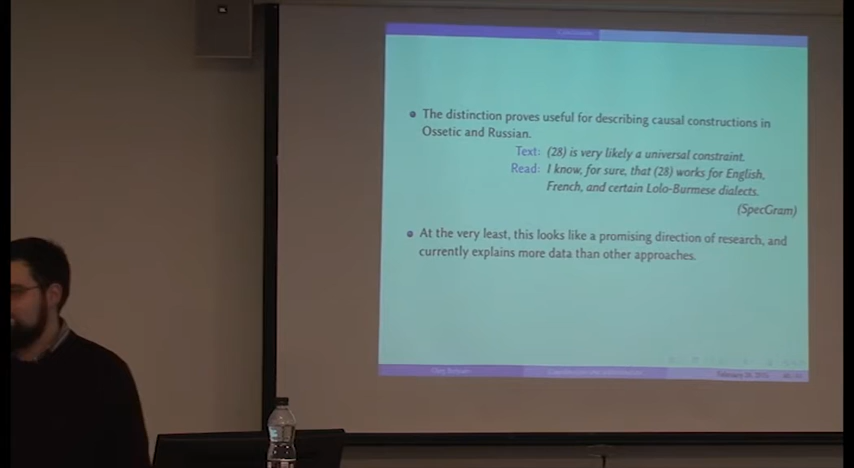 The distinction proves useful for describing causal constructions in
Ossetic and Russian.
Text: (28) is very likely a universal constraint.
Read: I know, for sure, that (28) works for English,
French, and certain Lolo-Burmese dialects.
(SpecGram)
At the very least, this looks like a promising direction of research, and
currently explains more data than other approaches.